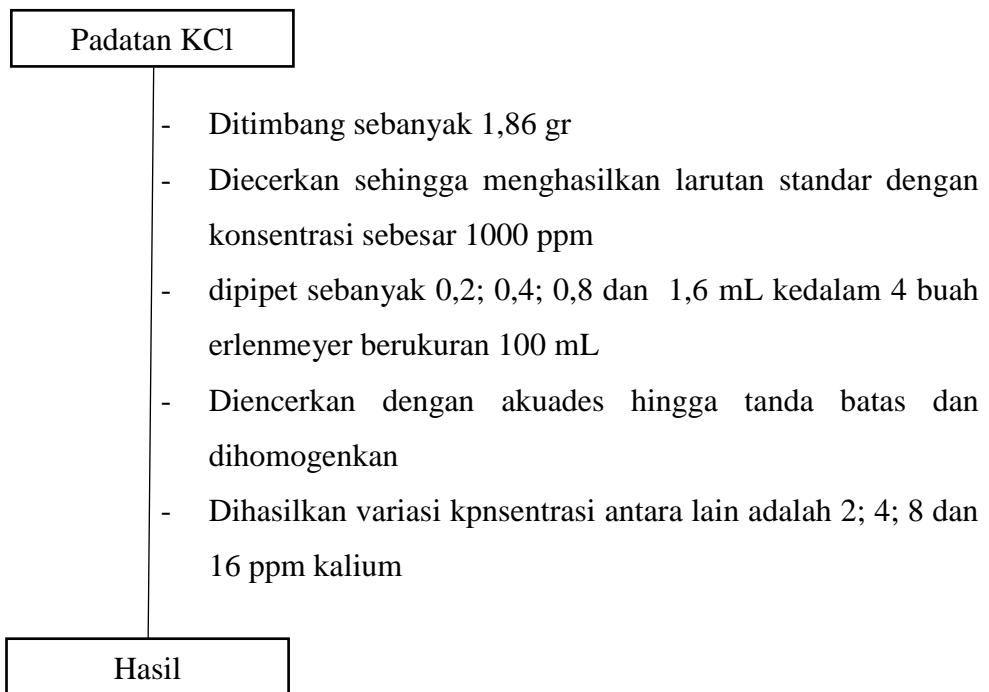 Padatan KCl
- Ditimbang sebanyak 1,86 gr
- Diecerkan sehingga menghasilkan larutan standar dengan
konsentrasi sebesar 1000 ppm
- dipipet sebanyak 0,2; 0,4; 0,8 dan 1,6 mL kedalam 4 buah
erlenmeyer berukuran 100 mL
- Diencerkan dengan akuades hingga tanda batas dan
dihomogenkan
- Dihasilkan variasi kpnsentrasi antara lain adalah 2; 4; 8 dan
16 ppm kalium
Hasil